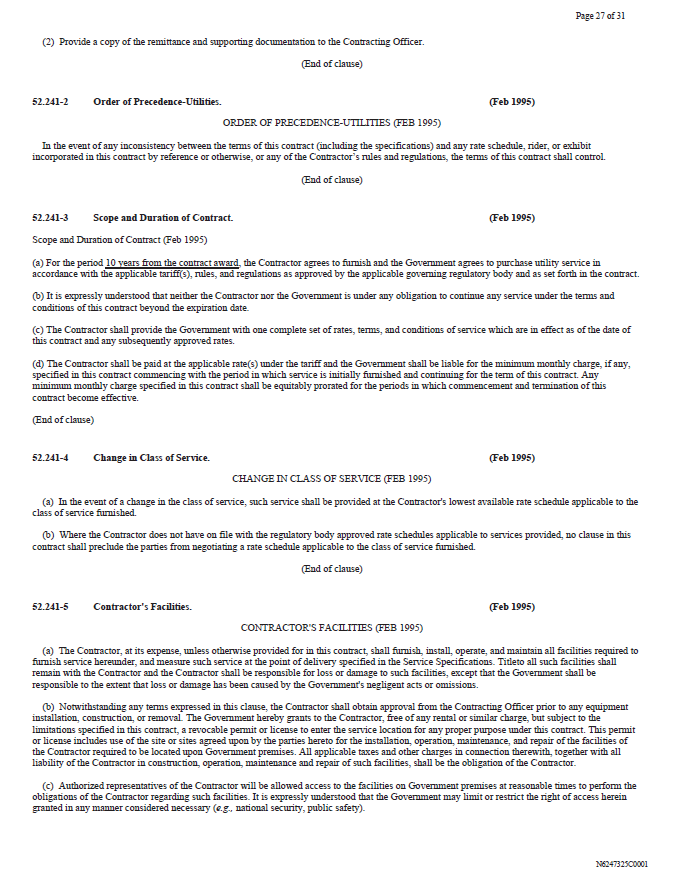 Page 27 of 31
(2) Provide a copy of the remittance and supporting documentation to the Contracting Officer.
(End of clause)
52.241-2 Order of Precedence-Utilities. (Feb 1995)
ORDER OF PRECEDENCE-UTILITIES (FEB 1995)
In the event of any inconsistency between the terms of this contract (including the specifications) and any rate schedule, rider, or exhibit
incorporated in this contract by reference or otherwise, or any of the Contractor's rules and regulations, the terms of this contract shall control.
(End of clause)
52.241-3 Scope and Duration of Contract. (Feb 1995)
Scope and Duration of Contract (Feb 1995)
(a) For the period 10 years from the contract award, the Contractor agrees to furnish and the Government agrees to purchase utility service in
accordance with the applicable tariff(s), rules, and regulations as approved by the applicable governing regulatory body and as set forth in the contract.
(b) It is expressly understood that neither the Contractor nor the Government is under any obligation to continue any service under the terms and
conditions of this contract beyond the expiration date.
(c) The Contractor shall provide the Government with one complete set of rates, terms, and conditions of service which are in effect as of the date of
this contract and any subsequently approved rates.
(d) The Contractor shall be paid at the applicable rate(s) under the tariff and the Government shall be liable for the minimum monthly charge, if any,
specified in this contract commencing with the period in which service is initially furnished and continuing for the term of this contract. Any
minimum monthly charge specified in this contract shall be equitably prorated for the periods in which commencement and termination of this
contract become effective.
(End of clause)
52.241-4 Change in Class of Service. (Feb 1995)
CHANGE IN CLASS OF SERVICE (FEB 1995)
(a) In the event of a change in the class of service, such service shall be provided at the Contractor's lowest available rate schedule applicable to the
class of service furnished.
(b) Where the Contractor does not have on file with the regulatory body approved rate schedules applicable to services provided, no clause in this
contract shall preclude the parties from negotiating a rate schedule applicable to the class of service furnished.
(End of clause)
52.241-5 Contractor's Facilities. (Feb 1995)
CONTRACTOR'S FACILITIES (FEB 1995)
(a) The Contractor, at its expense, unless otherwise provided for in this contract, shall furnish, install, operate, and maintain all facilities required to
furnish service hereunder, and measure such service at the point of delivery specified in the Service Specifications. Titleto all such facilities shall
remain with the Contractor and the Contractor shall be responsible for loss or damage to such facilities, except that the Government shall be
responsible to the extent that loss or damage has been caused by the Government's negligent acts or omissions.
(b) Notwithstanding any terms expressed in this clause, the Contractor shall obtain approval from the Contracting Officer prior to any equipment
installation, construction, or removal. The Government hereby grants to the Contractor, free of any rental or similar charge, but subject to the
limitations specified in this contract, a revocable permit or license to enter the service location for any proper purpose under this contract. This permit
or license includes use of the site or sites agreed upon by the parties hereto for the installation, operation, maintenance, and repair of the facilities of
the Contractor required to be located upon Government premises. All applicable taxes and other charges in connection therewith, together with all
liability of the Contractor in construction, operation, maintenance and repair of such facilities, shall be the obligation of the Contractor.
(c) Authorized representatives of the Contractor will be allowed access to the facilities on Government premises at reasonable times to perform the
obligations of the Contractor regarding such facilities. It is expressly understood that the Government may limit or restrict the right of access herein
granted in any manner considered necessary (e.g., national security, public safety).
N6247325C0001